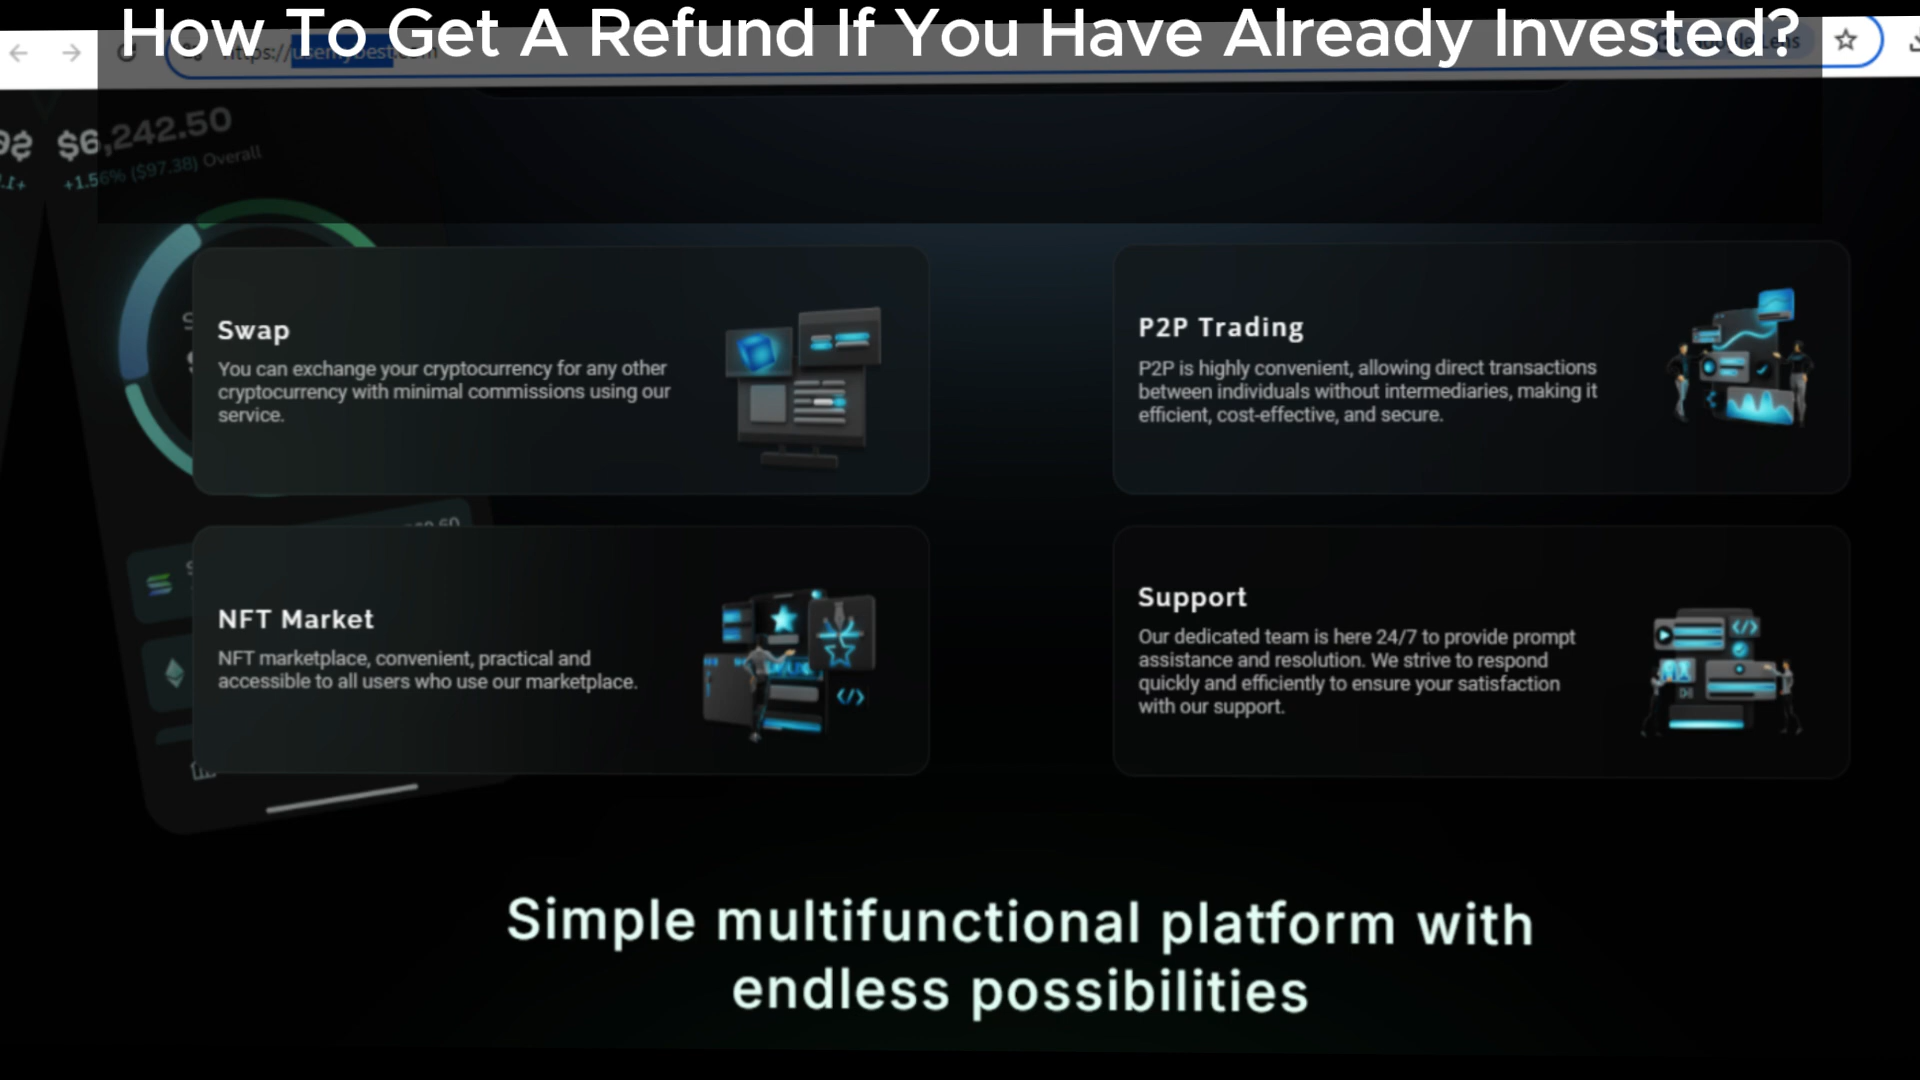 How To Get A Refund If You Have Already Invested?
https://usemybest.com
$6,242.50
+1.56% ($97.38) Overall
Swap
You can exchange your cryptocurrency for any other
cryptocurrency with minimal commissions using our
service.
P2P Trading
P2P is highly convenient, allowing direct transactions
between individuals without intermediaries, making it
efficient, cost-effective, and secure.
NFT Market
NFT marketplace, convenient, practical and
accessible to all users who use our marketplace.
Support
Our dedicated team is here 24/7 to provide prompt
assistance and resolution. We strive to respond
quickly and efficiently to ensure your satisfaction
with our support.
Simple multifunctional platform with
endless possibilities